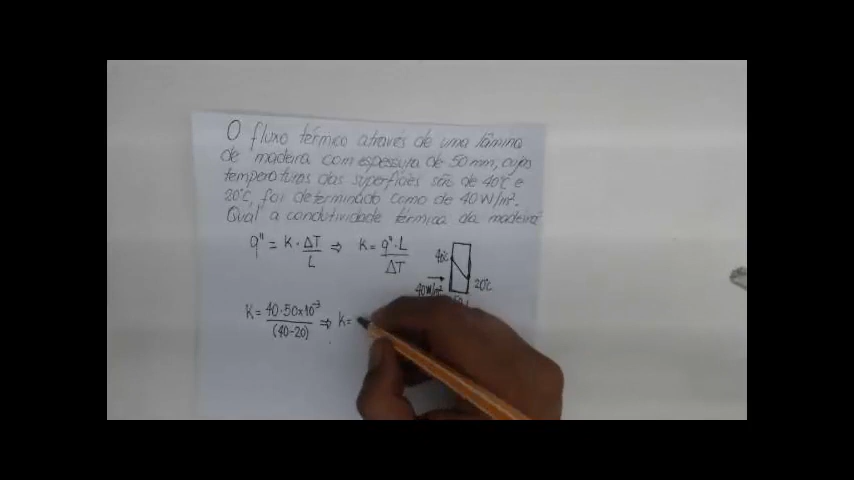 O fluxo térmico através de uma lâmina
de madeira com espessura de 50 mm, cujas
temperaturas das superfícies são de 40°C e
20°C, foi determinado como de 40 W/m².
Qual a condutividade térmica da madeira?
q" = K · ΔT / L ⇒ K = q" · L / ΔT
40°C
20°C
40 W/m²
K = 40·50x10⁻³ / (40-20) ⇒ K =